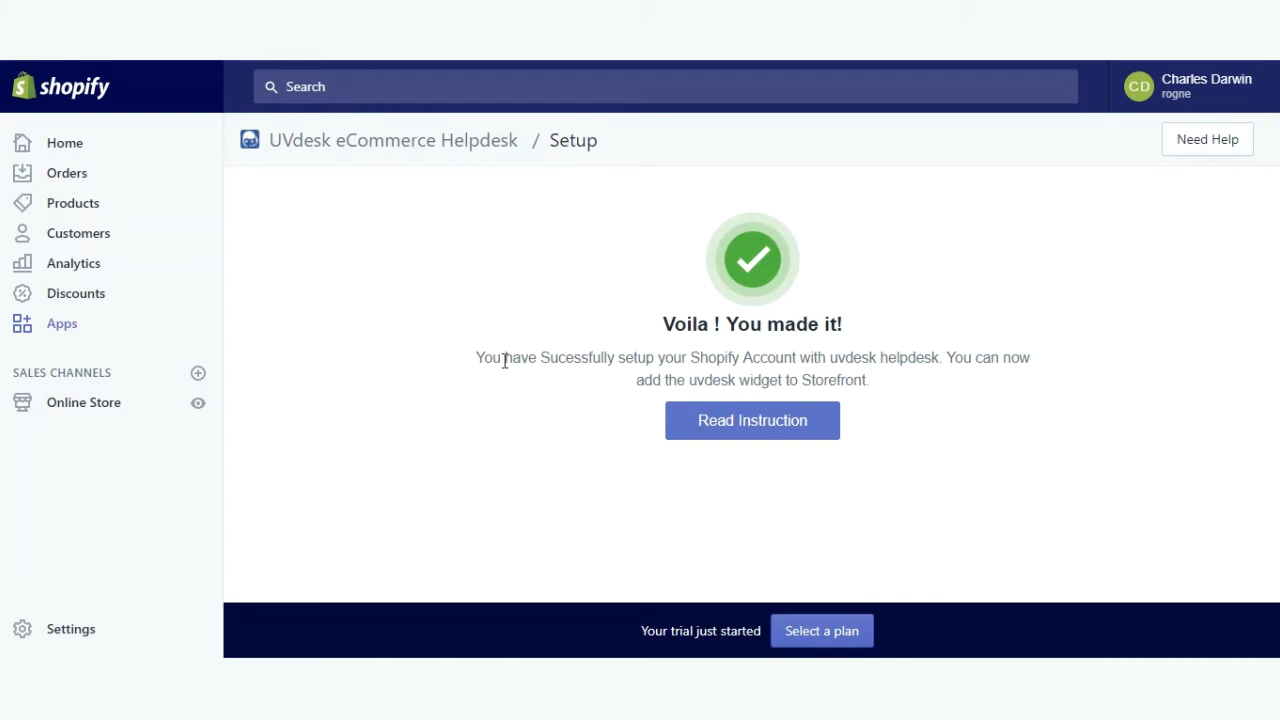 shopify
Search
CD
Charles Darwin
rogne
Home
Orders
Products
Customers
Analytics
Discounts
Apps
SALES CHANNELS
Online Store
Settings
UVdesk eCommerce Helpdesk / Setup
Need Help
Voila ! You made it!
You have Sucessfully setup your Shopify Account with uvdesk helpdesk. You can now
add the uvdesk widget to Storefront.
Read Instruction
Your trial just started
Select a plan